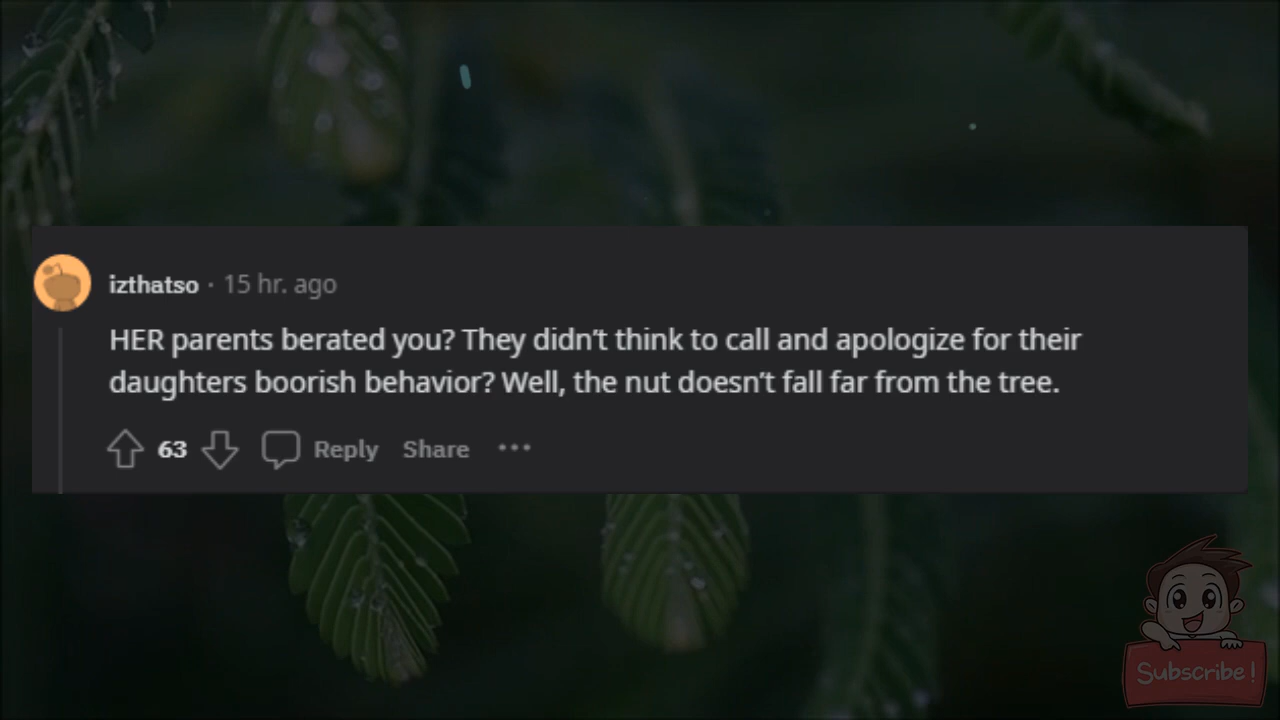 izthatso · 15 hr. ago
HER parents berated you? They didn’t think to call and apologize for their
daughters boorish behavior? Well, the nut doesn’t fall far from the tree.
63 Reply Share ···
Subscribe!